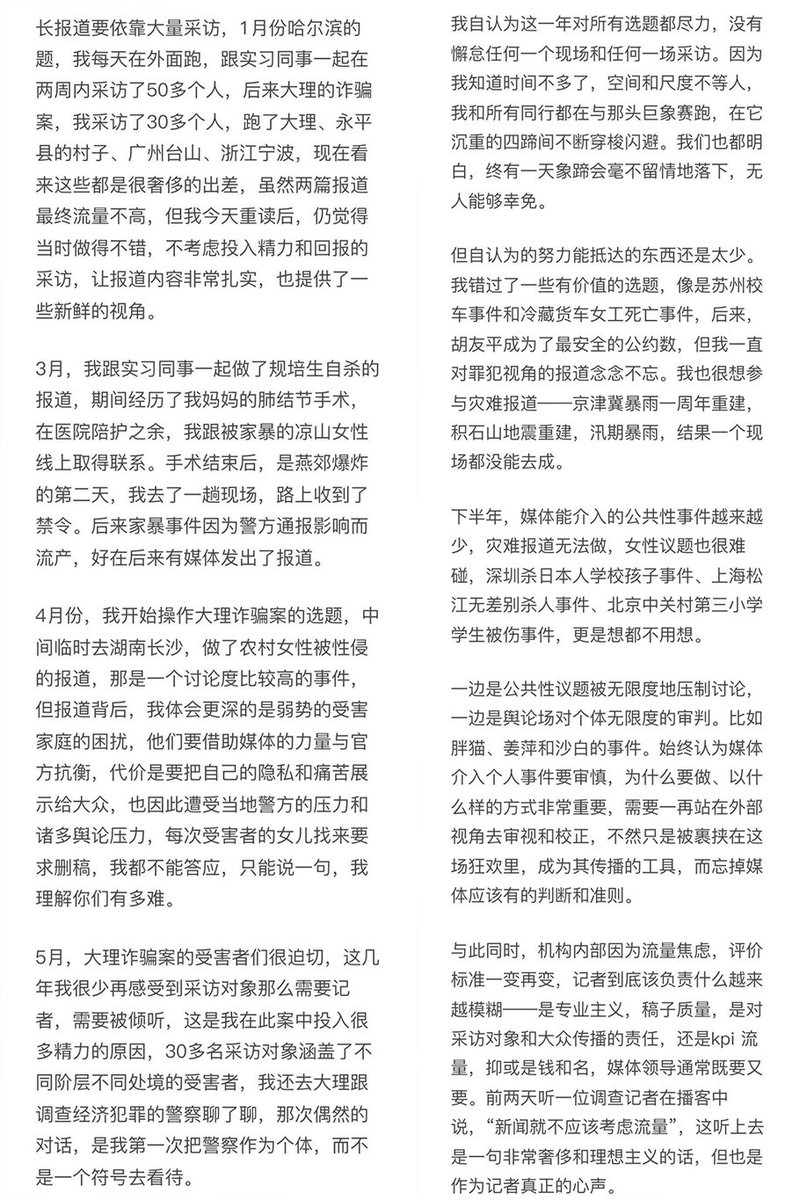 长报道要依靠大量采访，1月份哈尔滨的
题，我每天在外面跑，跟实习同事一起在
两周内采访了50多个人，后来大理的诈骗
案，我采访了30多个人，跑了大理、永平
县的村子、广州台山、浙江宁波，现在看
来这些都是很奢侈的出差，虽然两篇报道
最终流量不高，但我今天重读后，仍觉得
当时做得不错，不考虑投入精力和回报的
采访，让报道内容非常扎实，也提供了一
些新鲜的视角。
3月，我跟实习同事一起做了规培生自杀的
报道，期间经历了我妈妈的肺结节手术，
在医院陪护之余，我跟被家暴的凉山女性
线上取得联系。手术结束后，是燕郊爆炸
的第二天，我去了一趟现场，路上收到了
禁令。后来家暴事件因为警方通报影响而
流产，好在后来有媒体发出了报道。
4月份，我开始操作大理诈骗案的选题，中
间临时去湖南长沙，做了农村女性被性侵
的报道，那是一个讨论度比较高的事件，
但报道背后，我体会更深的是弱势的受害
家庭的困扰，他们要借助媒体的力量与官
方抗衡，代价是要把自己的隐私和痛苦展
示给大众，也因此遭受当地警方的压力和
诸多舆论压力，每次受害者的女儿找来要
求删稿，我都不能答应，只能说一句，我
理解你们有多难。
5月，大理诈骗案的受害者们很迫切，这几
年我很少再感受到采访对象那么需要记
者，需要被倾听，这是我在此案中投入很
多精力的原因，30多名采访对象涵盖了不
同阶层不同处境的受害者，我还去大理跟
调查经济犯罪的警察聊了聊，那次偶然的
对话，是我第一次把警察作为个体，而不
是一个符号去看待。
我自认为这一年对所有选题都尽力，没有
懈怠任何一个现场和任何一场采访。因为
我知道时间不多了，空间和尺度不等人，
我和所有同行都在与那头巨象赛跑，在它
沉重的四蹄间不断穿梭闪避。我们也都明
白，终有一天象蹄会毫不留情地落下，无
人能够幸免。
但自认为的努力能抵达的东西还是太少。
我错过了一些有价值的选题，像是苏州校
车事件和冷藏货车女工死亡事件，后来，
胡友平成为了最安全的公约数，但我一直
对罪犯视角的报道念念不忘。我也很想参
与灾难报道——京津冀暴雨一周年重建，
积石山地震重建，汛期暴雨，结果一个现
场都没能去成。
下半年，媒体能介入的公共性事件越来越
少，灾难报道无法做，女性议题也很难
碰，深圳杀日本人学校孩子事件、上海松
江无差别杀人事件、北京中关村第三小学
学生被伤事件，更是想都不用想。
一边是公共性议题被无限度地压制讨论，
一边是舆论场对个体无限度的审判。比如
胖猫、姜萍和沙白的事件。始终认为媒体
介入个人事件要审慎，为什么要做、以什
么样的方式非常重要，需要一再站在外部
视角去审视和校正，不然只是被裹挟在这
场狂欢里，成为其传播的工具，而忘掉媒
体应该有的判断和准则。
与此同时，机构内部因为流量焦虑，评价
标准一变再变，记者到底该负责什么越来
越模糊——是专业主义，稿子质量，是对
采访对象和大众传播的责任，还是kpi 流
量，抑或是钱和名，媒体领导通常既要又
要。前两天听一位调查记者在播客中
说，“新闻就不应该考虑流量”，这听上去
是一句非常奢侈和理想主义的话，但也是
作为记者真正的心声。